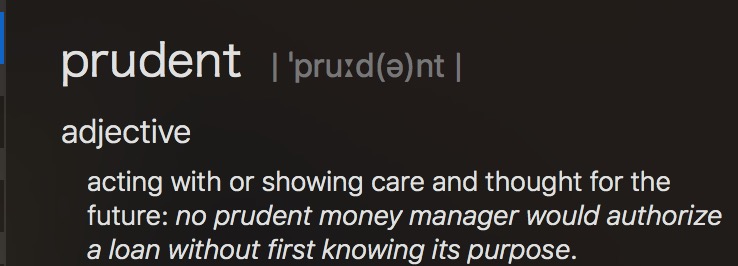 prudent | ˈpruːd(ə)nt |
adjective
acting with or showing care and thought for the
future: no prudent money manager would authorize
a loan without first knowing its purpose.